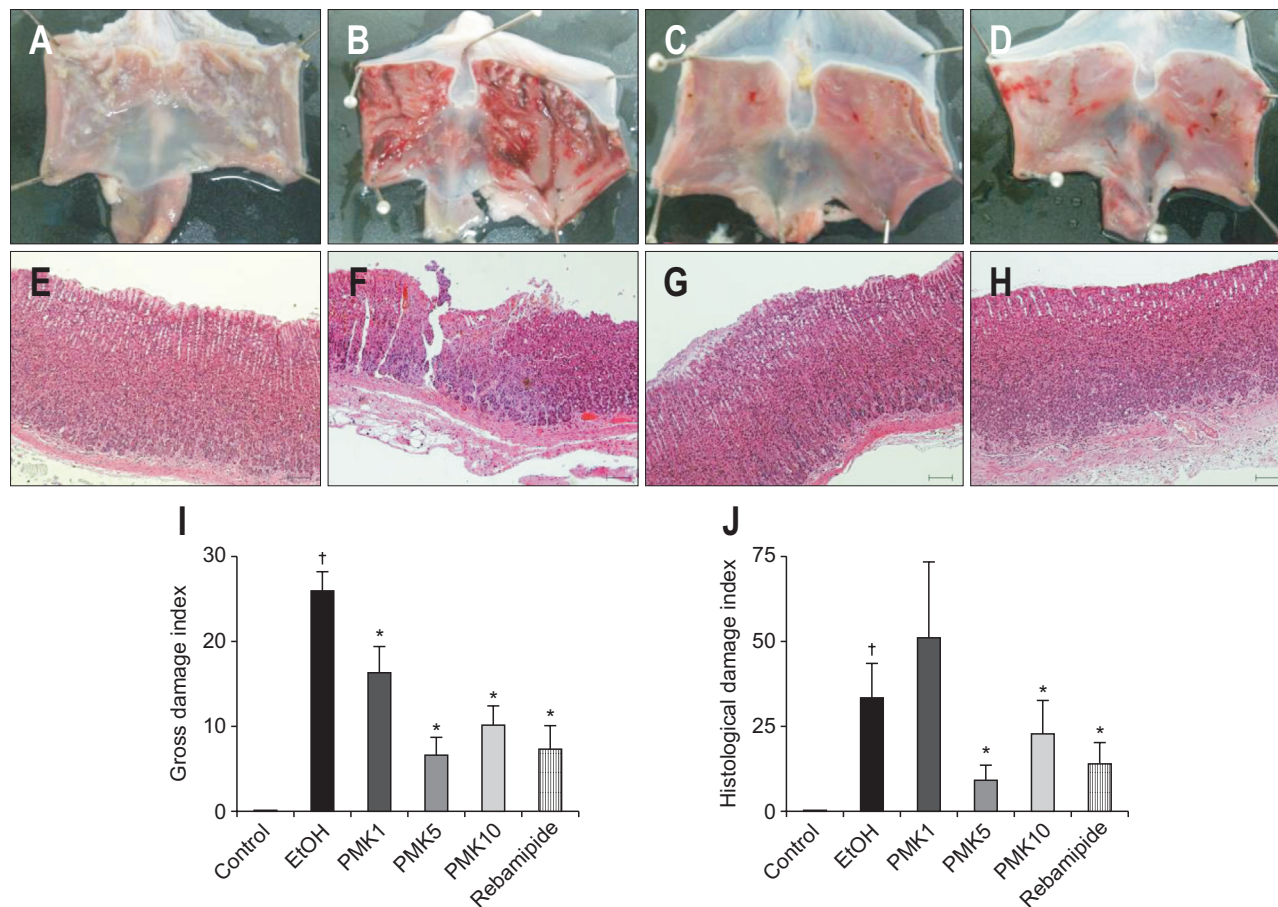 A
B
C
D
E
F
G
H
I
J
Gross damage index
30
20
10
0
†
*
*
*
*
Control
EtOH
PMK1
PMK5
PMK10
Rebamipide
Histological damage index
75
50
25
0
†
*
*
*
Control
EtOH
PMK1
PMK5
PMK10
Rebamipide